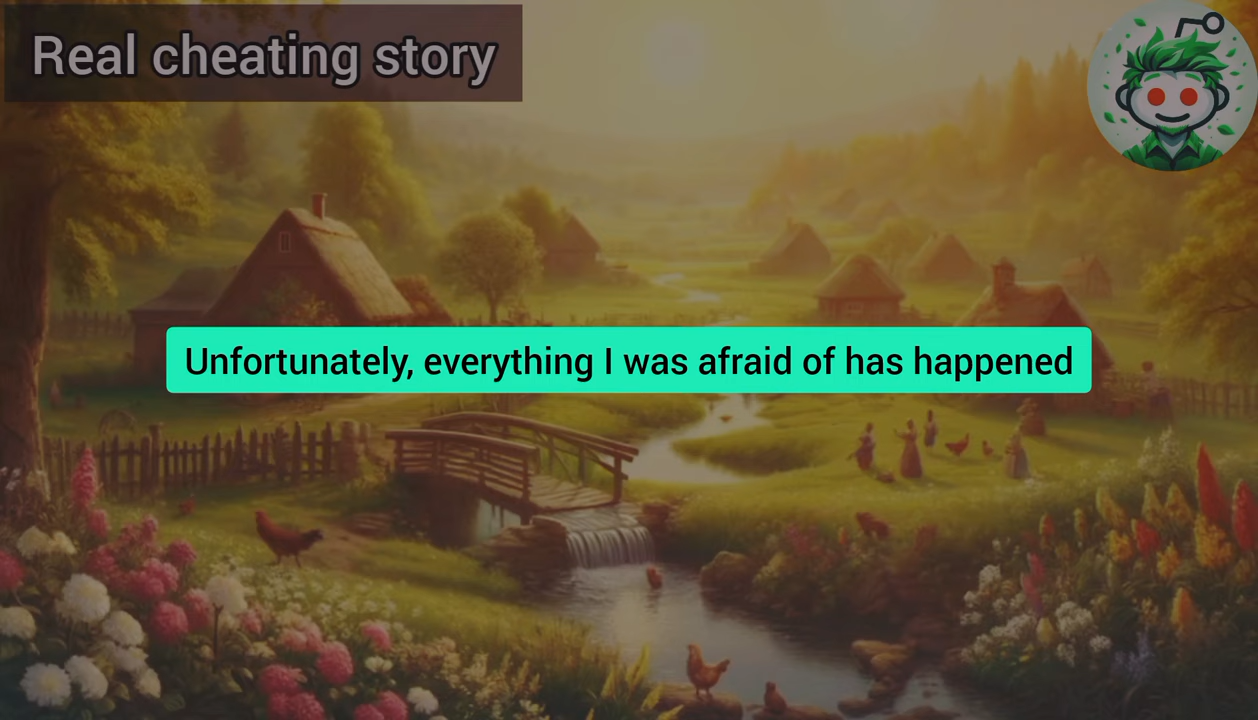 Real cheating story
Unfortunately, everything I was afraid of has happened